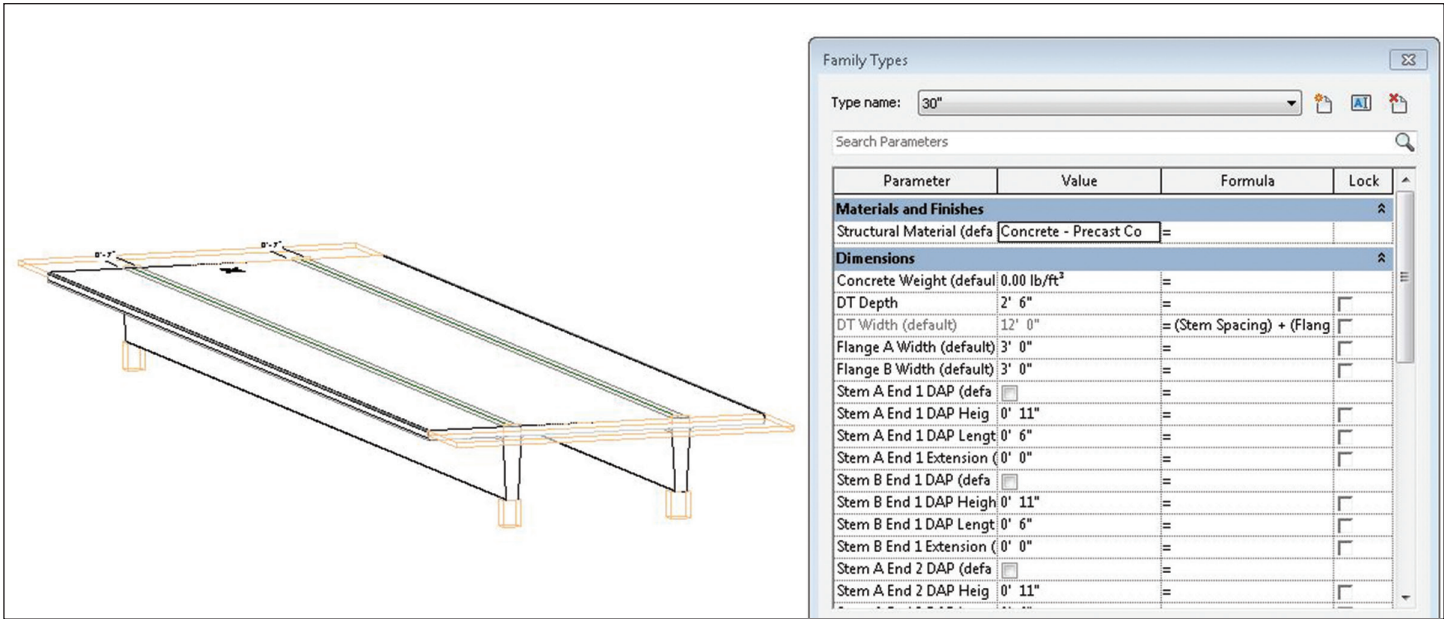 0'-7"
0'-7"
Family Types
Type name: 30"
Search Parameters
Parameter Value Formula Lock
Materials and Finishes
Structural Material (defa Concrete - Precast Co =
Dimensions
Concrete Weight (defaul 0.00 lb/ft³ =
DT Depth 2' 6" =
DT Width (default) 12' 0" = (Stem Spacing) + (Flang
Flange A Width (default) 3' 0" =
Flange B Width (default) 3' 0" =
Stem A End 1 DAP (defa =
Stem A End 1 DAP Heig 0' 11" =
Stem A End 1 DAP Lengt 0' 6" =
Stem A End 1 Extension ( 0' 0" =
Stem B End 1 DAP (defa =
Stem B End 1 DAP Heigh 0' 11" =
Stem B End 1 DAP Lengt 0' 6" =
Stem B End 1 Extension ( 0' 0" =
Stem A End 2 DAP (defa =
Stem A End 2 DAP Heig 0' 11" =